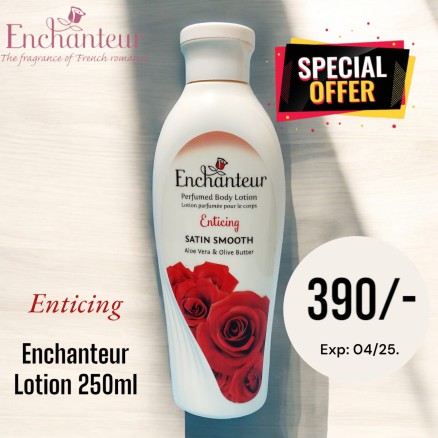 Enchanteur
The fragrance of French romance
SPECIAL
OFFER
Enchanteur
Perfumed Body Lotion
Lotion parfumée pour le corps
Enticing
SATIN SMOOTH
Aloe Vera & Olive Butter
390/-
Exp: 04/25.
Enticing
Enchanteur
Lotion 250ml